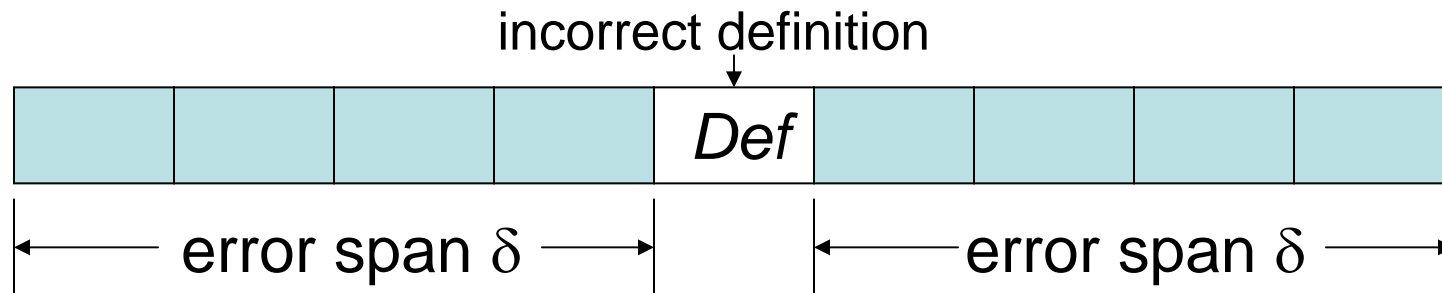 incorrect definition
Def
error span δ
error span δ